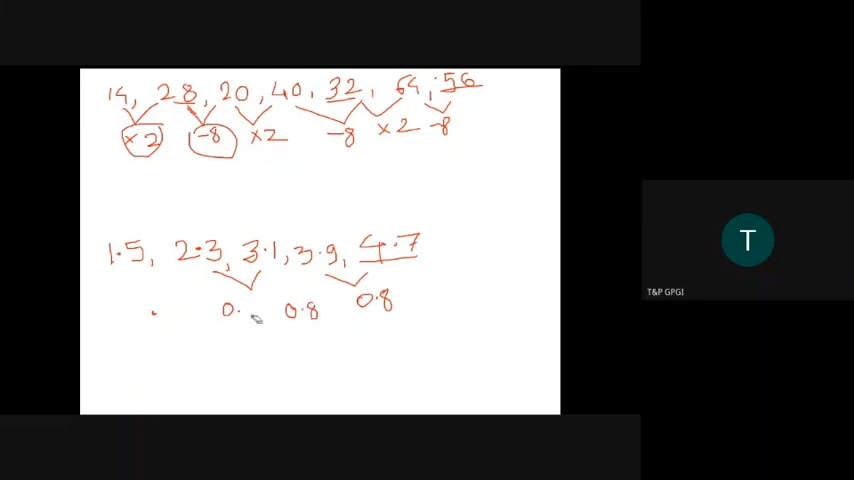 14, 28, 20, 40, 32, 64, 56
×2 -8 ×2 -8 ×2 -8
1.5, 2.3, 3.1, 3.9, 4.7
. 0. 0.8 0.8
T
T&P GPGI